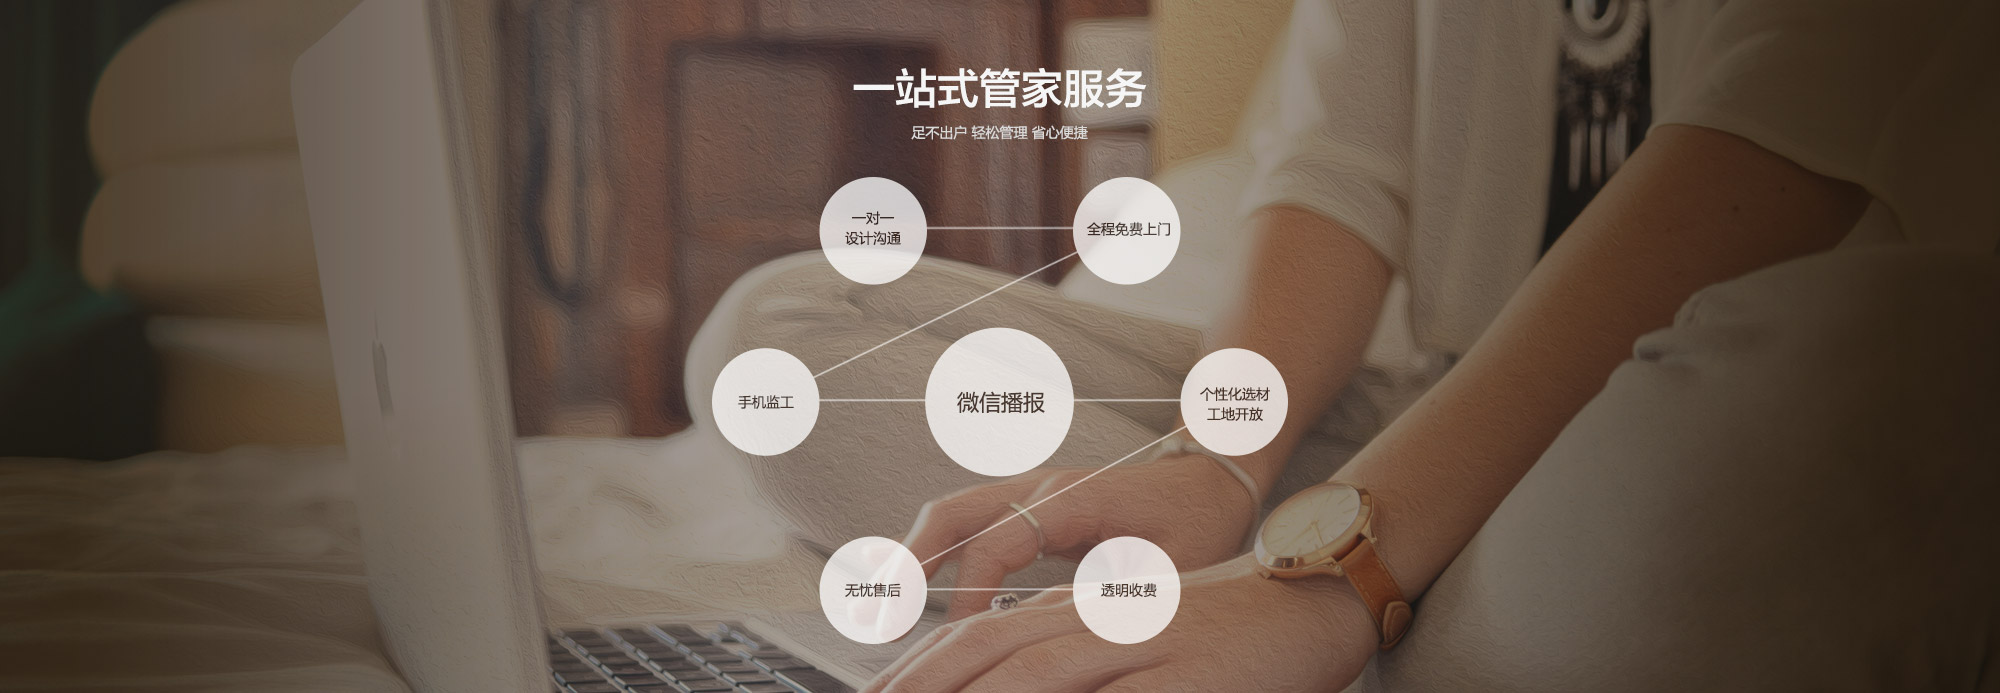 一站式管家服务
足不出户 轻松管理 省心便捷
一对一
设计沟通
全程免费上门
手机监工
微信播报
个性化选材
工地开放
无忧售后
透明收费